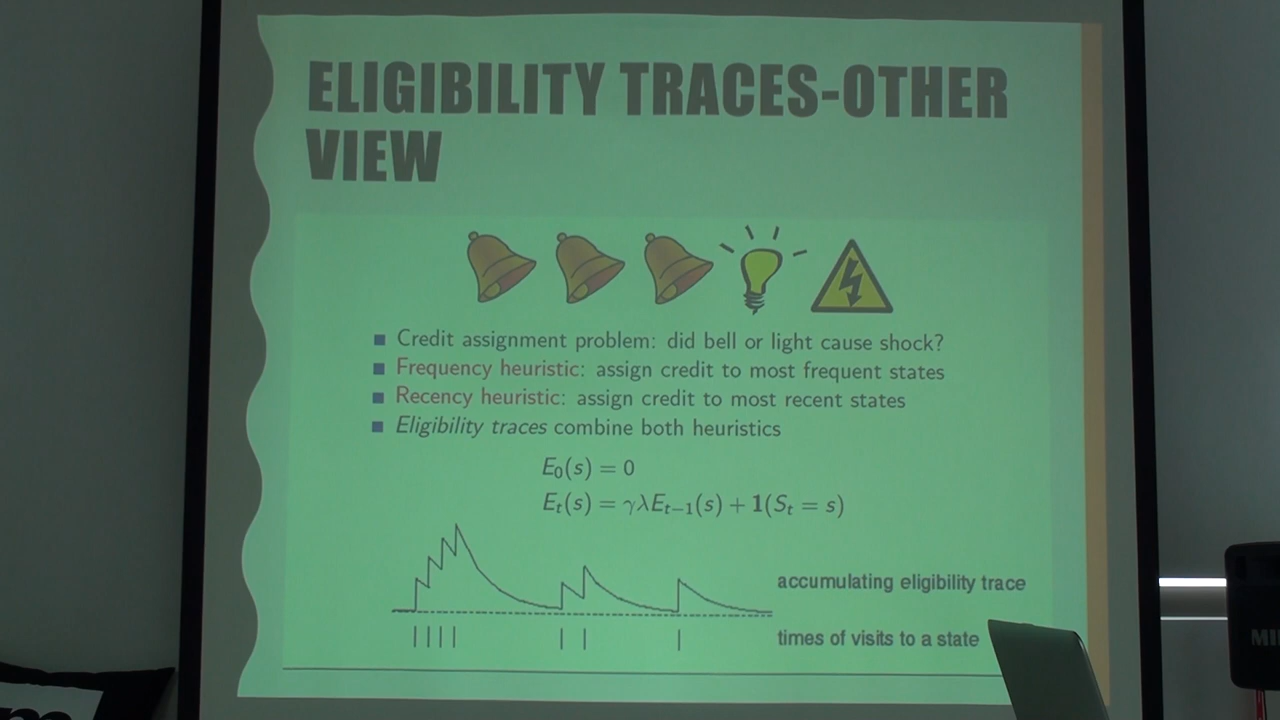 ELIGIBILITY TRACES-OTHER
VIEW
Credit assignment problem: did bell or light cause shock?
Frequency heuristic: assign credit to most frequent states
Recency heuristic: assign credit to most recent states
Eligibility traces combine both heuristics
E₀(s) = 0
Eₜ(s) = γλEₜ₋₁(s) + 1(Sₜ = s)
accumulating eligibility trace
times of visits to a state